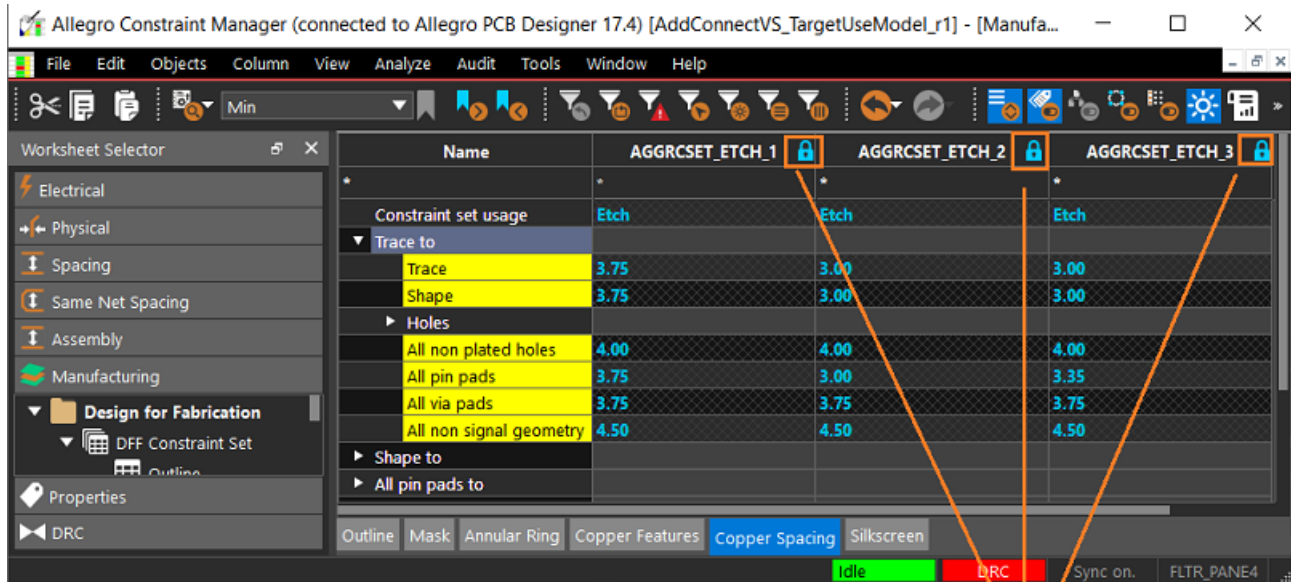 Allegro Constraint Manager (connected to Allegro PCB Designer 17.4) [AddConnectVS_TargetUseModel_r1] - [Manufa...
File Edit Objects Column View Analyze Audit Tools Window Help
Min
Worksheet Selector
Electrical
Physical
Spacing
Same Net Spacing
Assembly
Manufacturing
Design for Fabrication
DFF Constraint Set
Outline
Properties
DRC
Name AGGRCSET_ETCH_1 AGGRCSET_ETCH_2 AGGRCSET_ETCH_3
* * * *
Constraint set usage Etch Etch Etch
Trace to
Trace 3.75 3.00 3.00
Shape 3.75 3.00 3.00
Holes
All non plated holes 4.00 4.00 4.00
All pin pads 3.75 3.00 3.35
All via pads 3.75 3.75 3.75
All non signal geometry 4.50 4.50 4.50
Shape to
All pin pads to
Outline Mask Annular Ring Copper Features Copper Spacing Silkscreen
Idle DRC Sync on. FLTR_PANE4